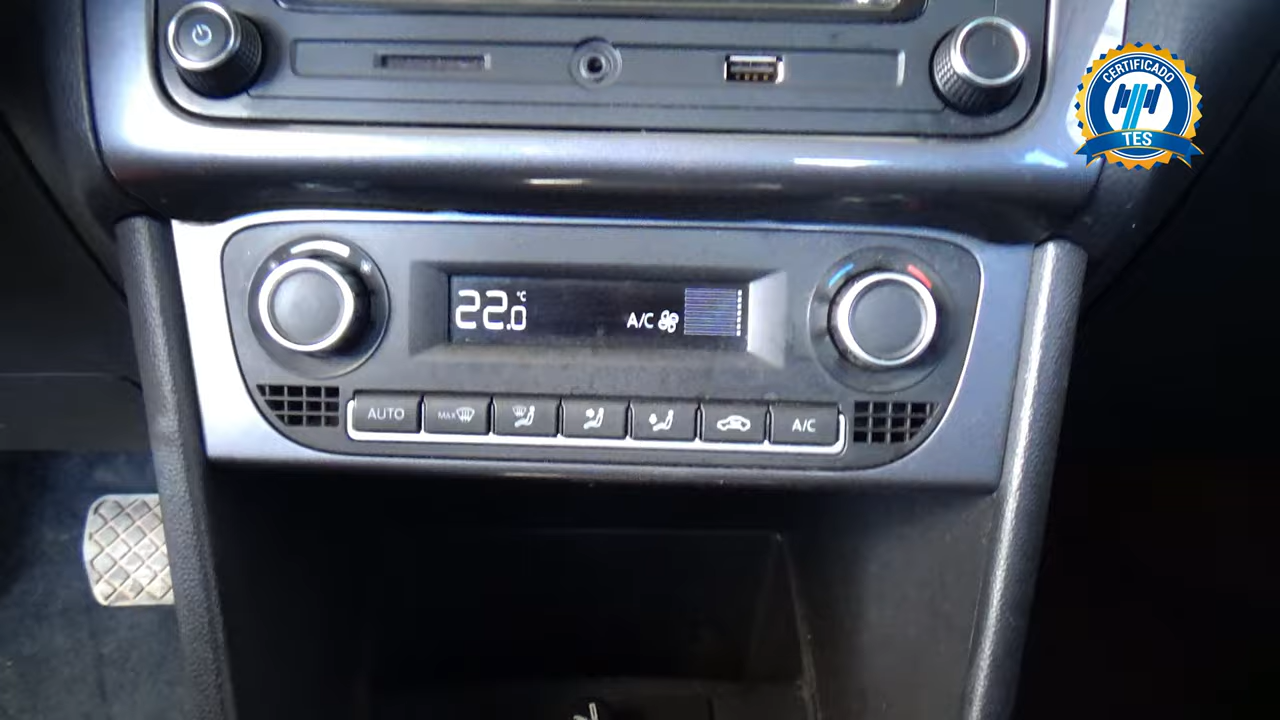 CERTIFICADO
TES
22.0 °C
A/C
AUTO
MAX
A/C